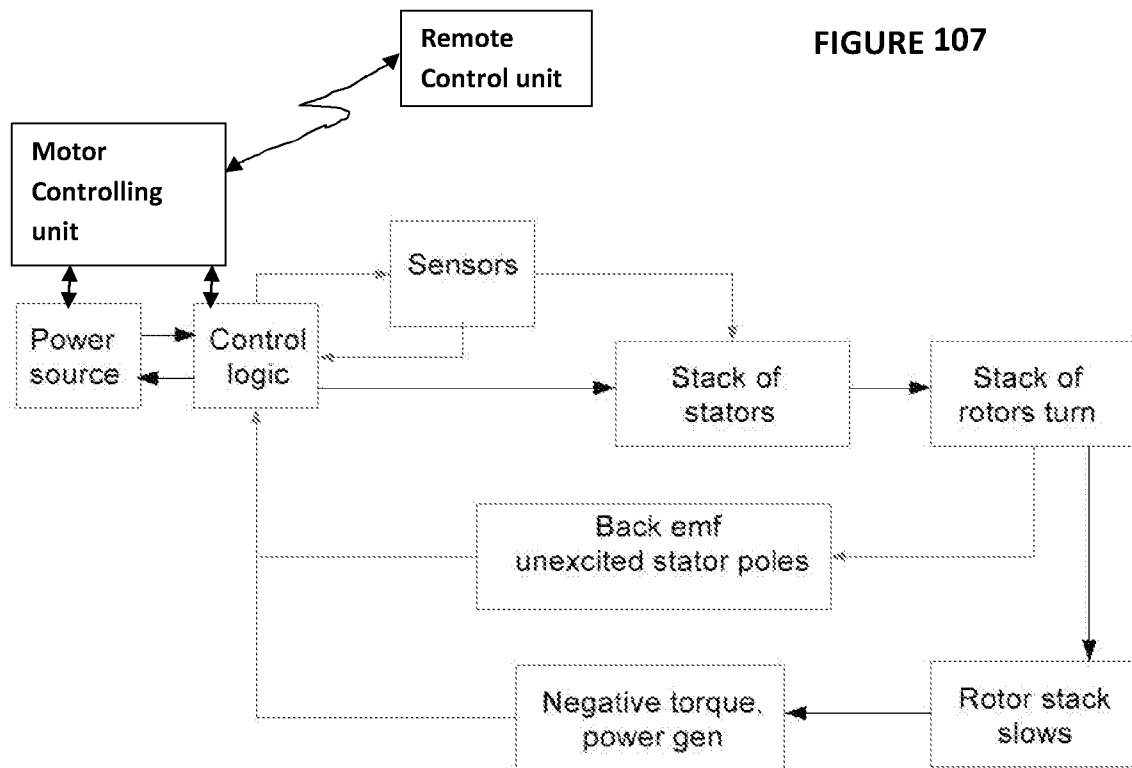 Remote
Control unit
FIGURE 107
Motor
Controlling
unit
Sensors
Power
source
Control
logic
Stack of
stators
Stack of
rotors turn
Back emf
unexcited stator poles
Negative torque,
power gen
Rotor stack
slows